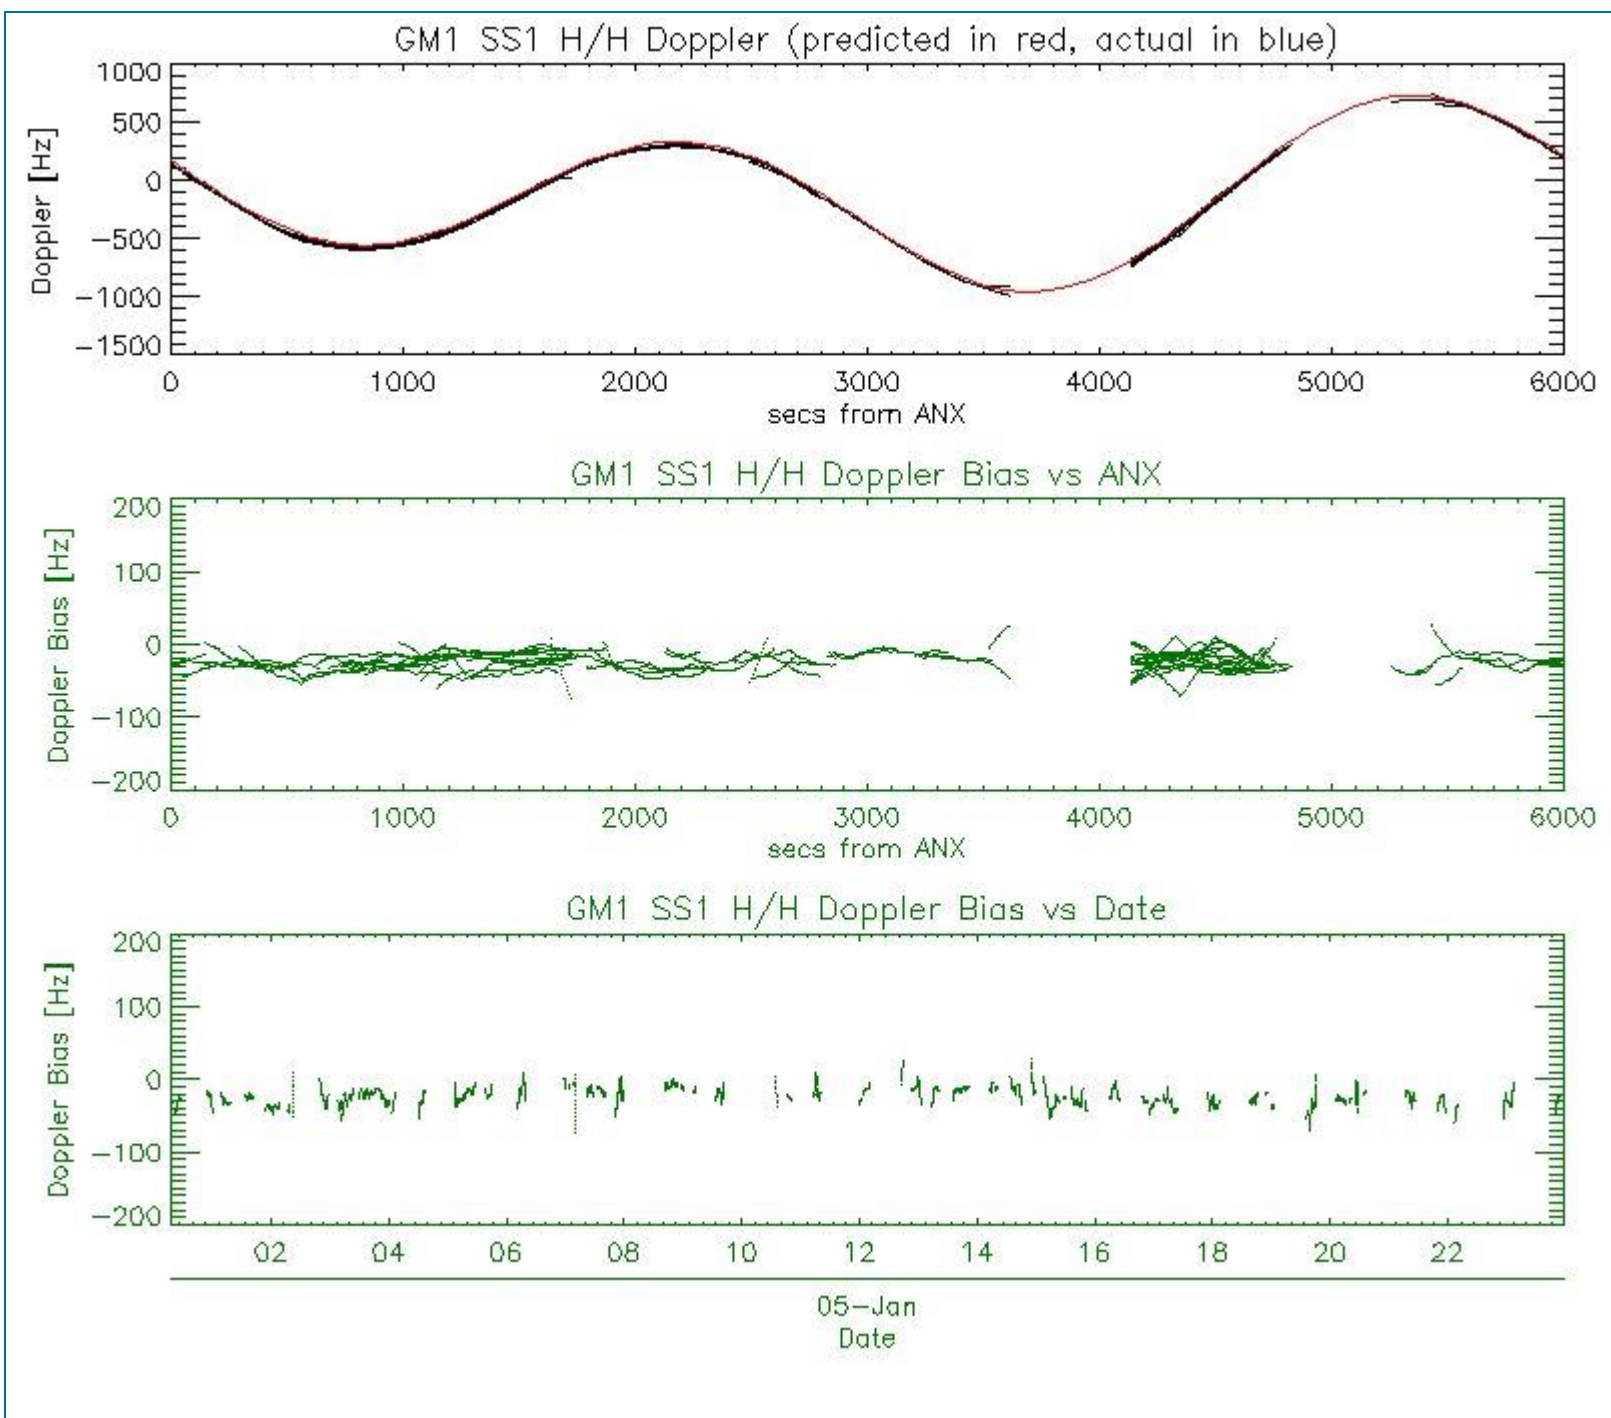 GM1 SS1 H/H Doppler (predicted in red, actual in blue)
Doppler [Hz]
1000
500
0
−500
−1000
−1500
0 1000 2000 3000 4000 5000 6000
secs from ANX
GM1 SS1 H/H Doppler Bias vs ANX
Doppler Bias [Hz]
200
100
0
−100
−200
0 1000 2000 3000 4000 5000 6000
secs from ANX
GM1 SS1 H/H Doppler Bias vs Date
Doppler Bias [Hz]
200
100
0
−100
−200
02 04 06 08 10 12 14 16 18 20 22
05−Jan
Date